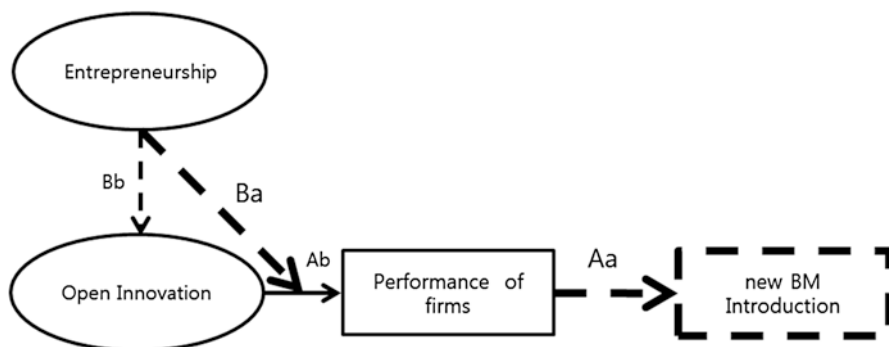 Entrepreneurship
Bb
Ba
Open Innovation
Ab
Performance of
firms
Aa
new BM
Introduction